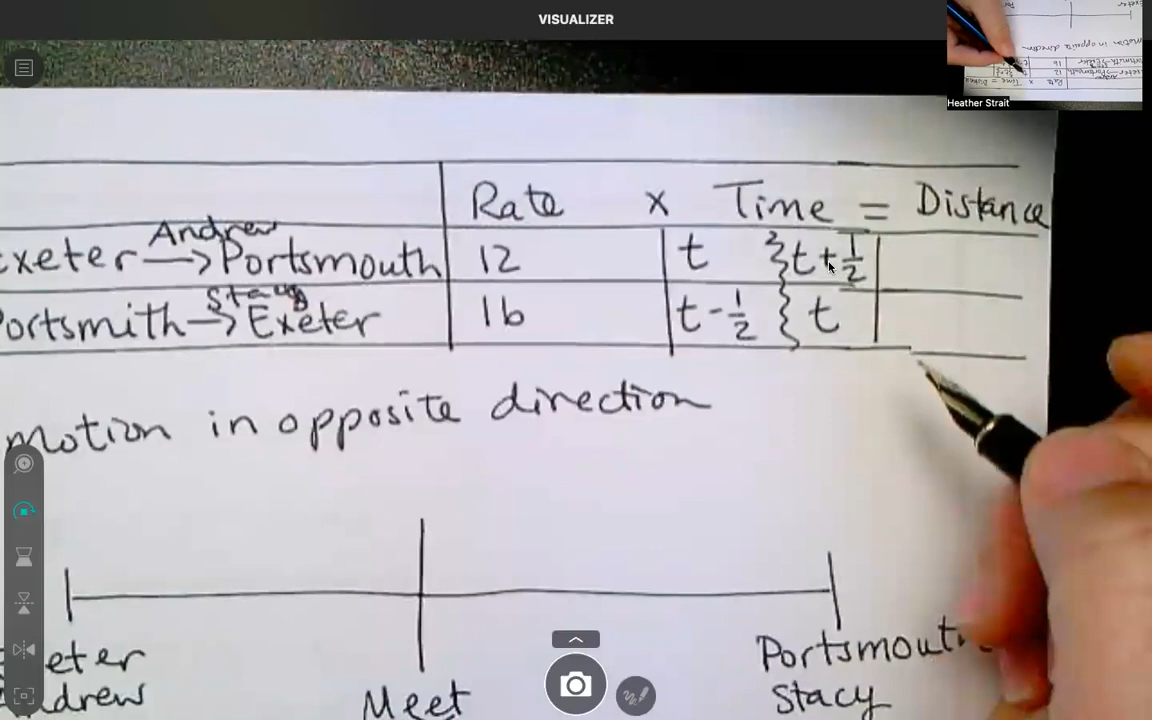 VISUALIZER
Heather Strait
Rate x Time = Distance
Andrew
xeter → Portsmouth 12 t } t + 1/2
Stacy
ortsmith → Exeter 16 t - 1/2 } t
motion in opposite direction
eter
Portsmouth
ndrew
Meet
Stacy